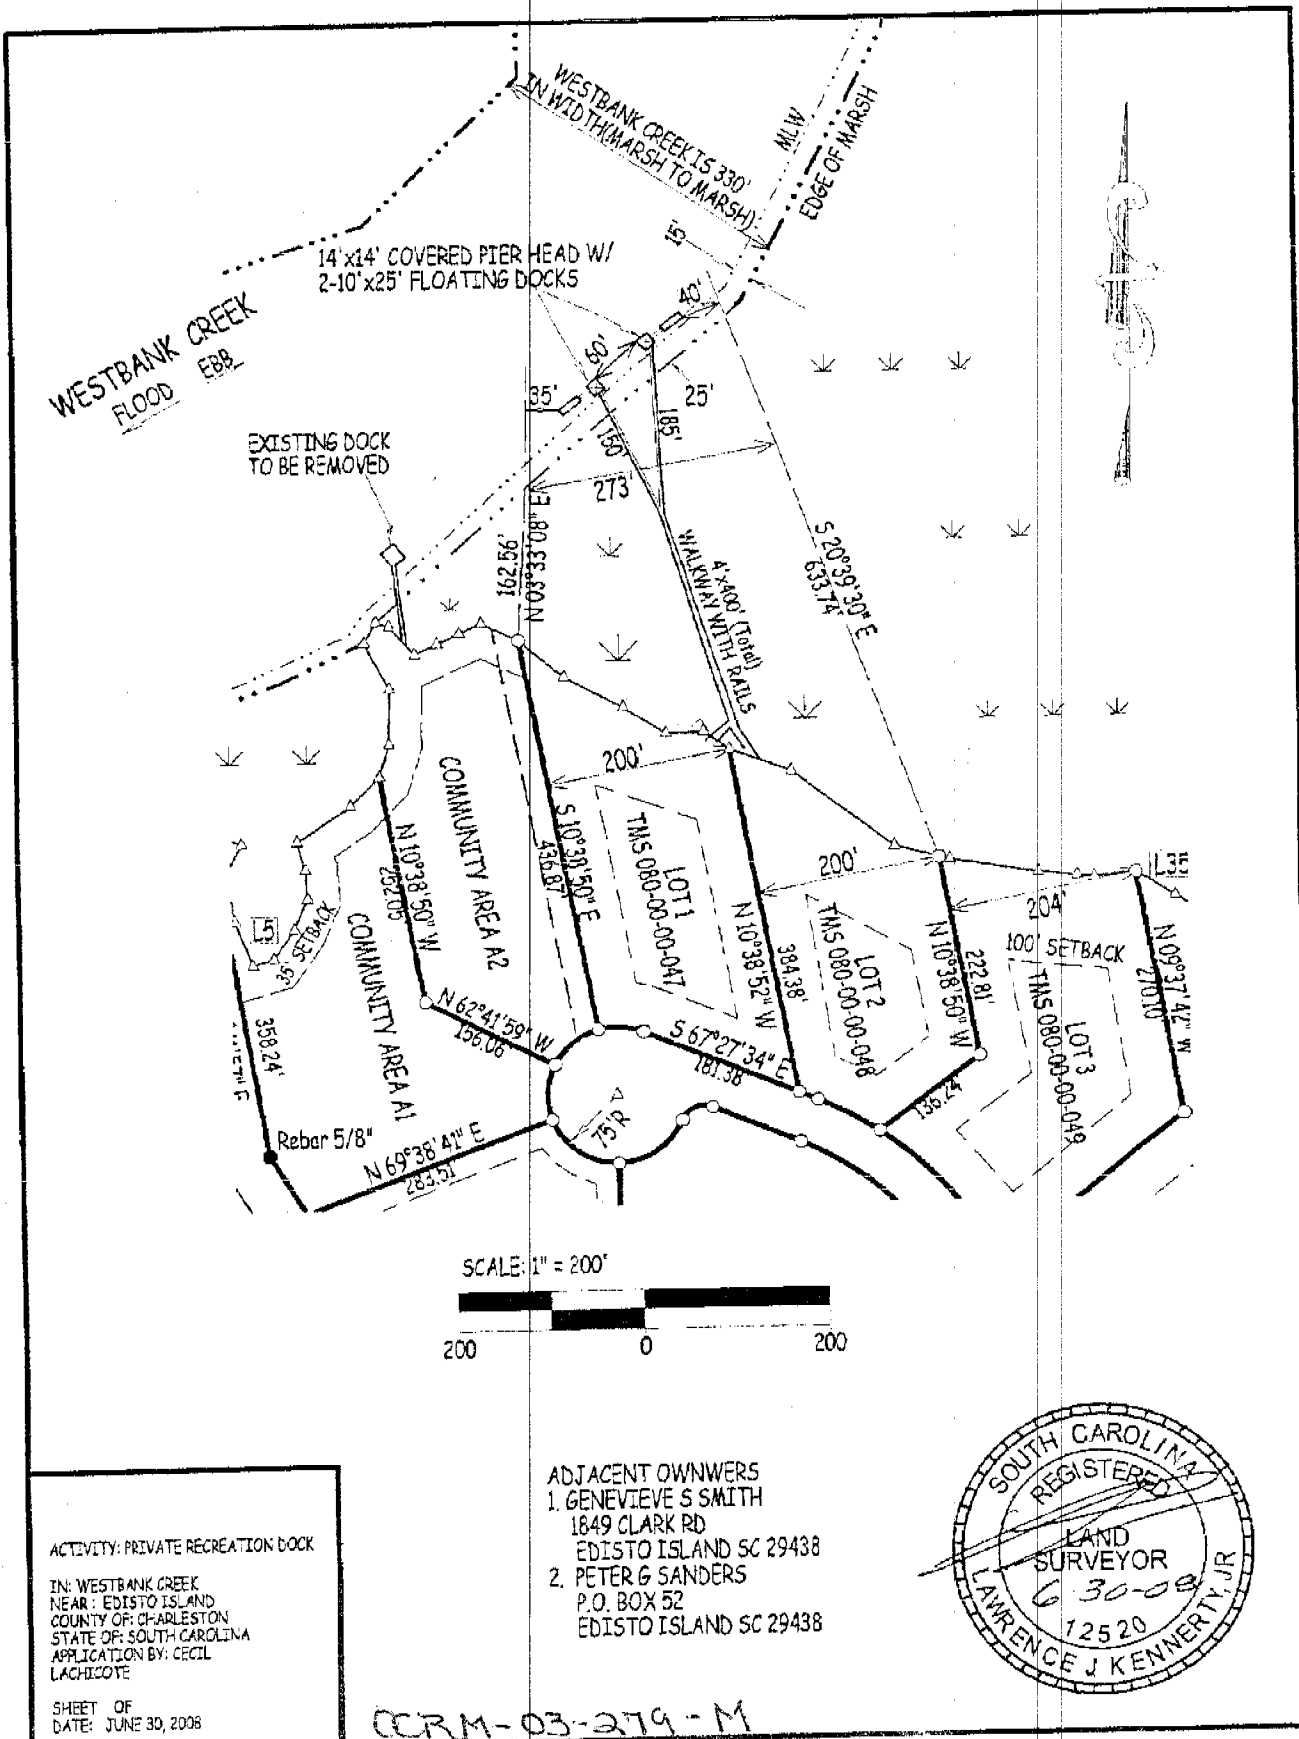 WESTBANK CREEK IS 330'
IN WIDTH(MARSH TO MARSH)
MLW
EDGE OF MARSH
15'
14'x14' COVERED PIER HEAD W/
2-10'x25' FLOATING DOCKS
40'
60'
WESTBANK CREEK
FLOOD EBB
35'
25'
185'
150'
EXISTING DOCK
TO BE REMOVED
273'
162.56'
N 03°33'08" E
S 20°39'30" E
633.74'
4'x400' (Total)
WALKWAY WITH RAILS
200'
COMMUNITY AREA A2
S 10°38'50" E
436.87'
LOT 1
TMS 080-00-00-047
200'
L5
35' SETBACK
N 10°38'50" W
252.05'
COMMUNITY AREA A1
N 10°38'52" W
384.38'
LOT 2
TMS 080-00-00-048
204'
N 10°38'50" W
222.81'
100' SETBACK
LOT 3
TMS 080-00-00-049
N 09°37'42" W
270.10'
358.24'
N 62°41'59" W
156.06'
S 67°27'34" E
181.38'
136.24'
75'R
Rebar 5/8"
N 69°38'41" E
283.51'
SCALE: 1" = 200'
200 0 200
ADJACENT OWNWERS
1. GENEVIEVE S SMITH
1849 CLARK RD
EDISTO ISLAND SC 29438
2. PETER G SANDERS
P.O. BOX 52
EDISTO ISLAND SC 29438
SOUTH CAROLINA
REGISTERED
LAND
SURVEYOR
6-30-08
12520
LAWRENCE J KENNERTY, JR
ACTIVITY: PRIVATE RECREATION DOCK
IN: WESTBANK CREEK
NEAR: EDISTO ISLAND
COUNTY OF: CHARLESTON
STATE OF: SOUTH CAROLINA
APPLICATION BY: CECIL
LACHICOTE
SHEET OF
DATE: JUNE 30, 2008
OCRM-03-279-M